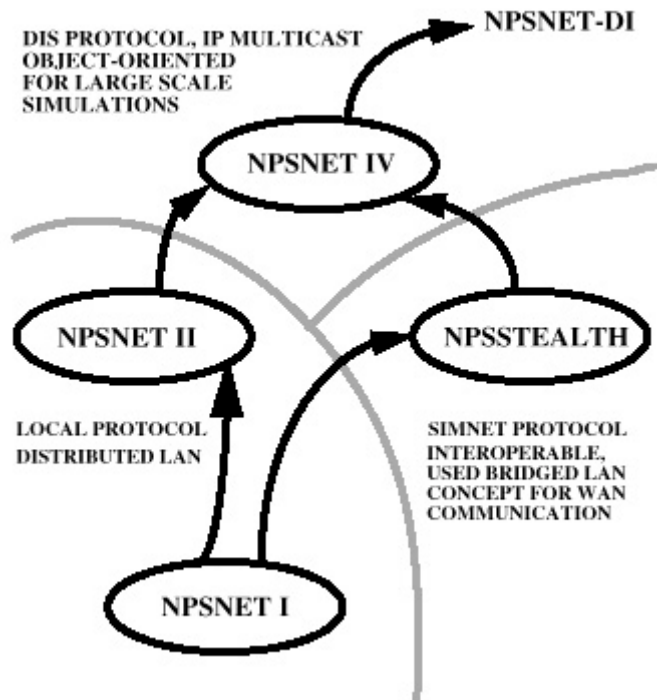 DIS PROTOCOL, IP MULTICAST
OBJECT-ORIENTED
FOR LARGE SCALE
SIMULATIONS
NPSNET-DI
NPSNET IV
NPSNET II
NPSSTEALTH
LOCAL PROTOCOL
DISTRIBUTED LAN
SIMNET PROTOCOL
INTEROPERABLE,
USED BRIDGED LAN
CONCEPT FOR WAN
COMMUNICATION
NPSNET I